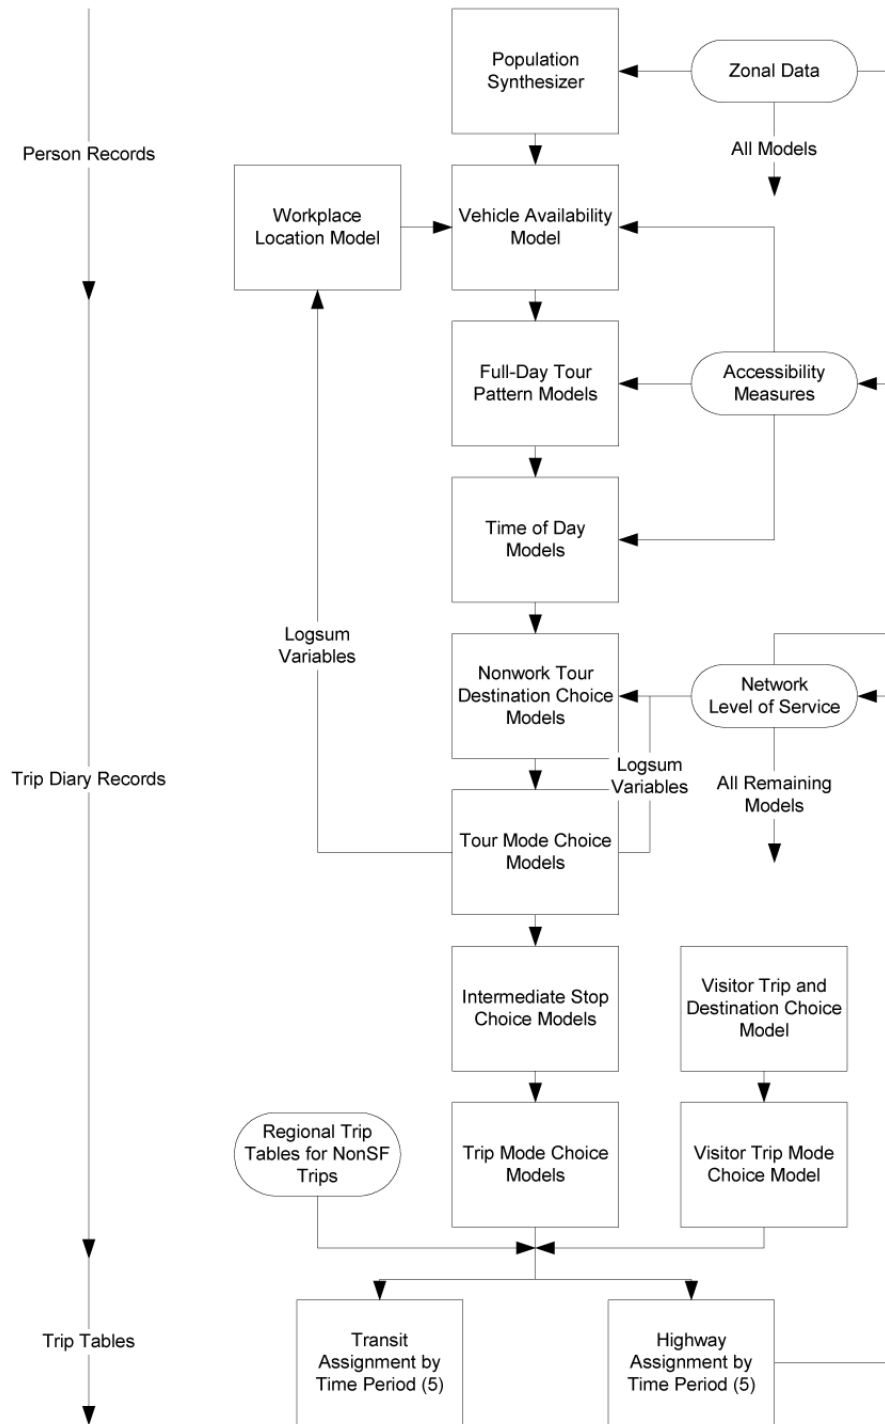 Population
Synthesizer
Zonal Data
Person Records
All Models
Workplace
Location Model
Vehicle Availability
Model
Full-Day Tour
Pattern Models
Accessibility
Measures
Time of Day
Models
Logsum
Variables
Nonwork Tour
Destination Choice
Models
Network
Level of Service
Logsum
Variables
Trip Diary Records
All Remaining
Models
Tour Mode Choice
Models
Intermediate Stop
Choice Models
Visitor Trip and
Destination Choice
Model
Regional Trip
Tables for NonSF
Trips
Trip Mode Choice
Models
Visitor Trip Mode
Choice Model
Trip Tables
Transit
Assignment by
Time Period (5)
Highway
Assignment by
Time Period (5)